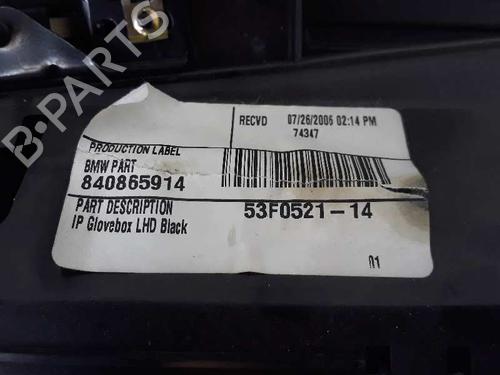 RECVD 07/26/2006 02:14 PM
74347
PRODUCTION LABEL
BMW PART
840865914
PART DESCRIPTION
IP Glovebox LHD Black
53F0521-14
01
B-PARTS